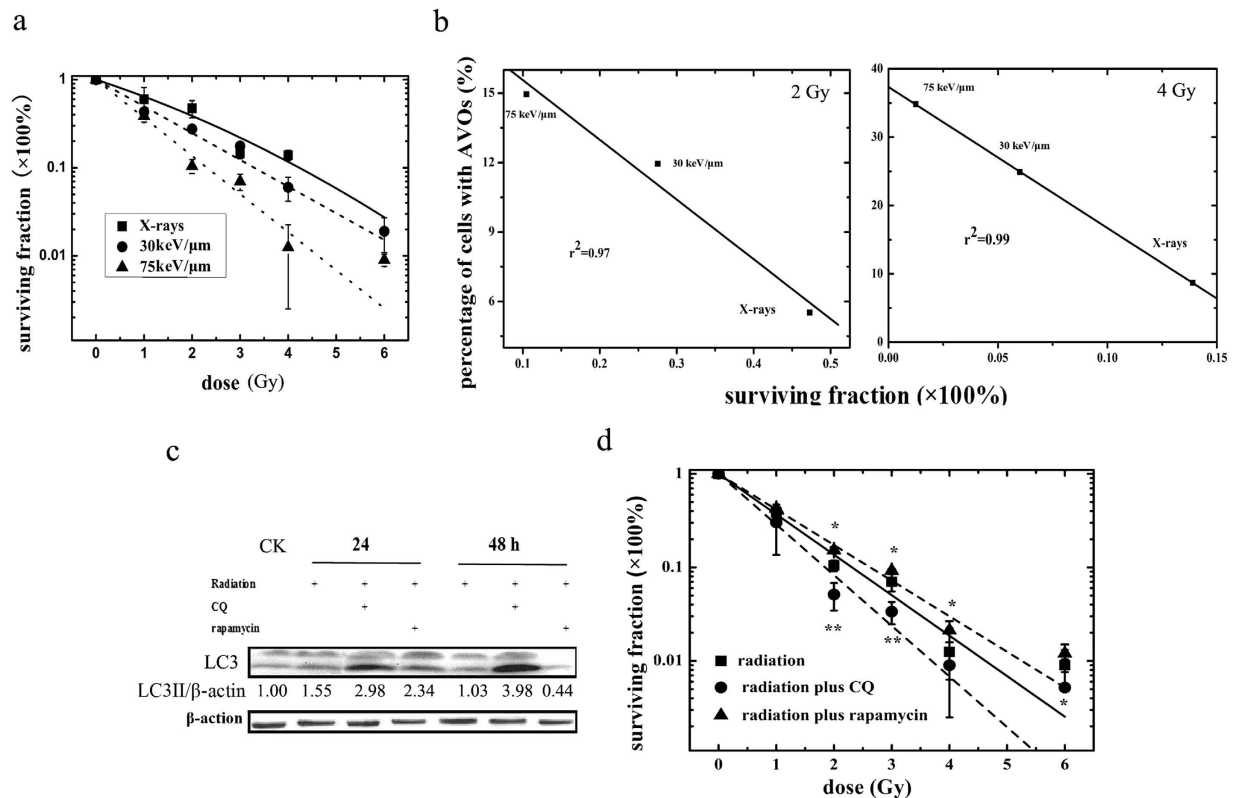 a
surviving fraction (×100%)
1
0.1
0.01
X-rays
30keV/μm
75keV/μm
0 1 2 3 4 5 6
dose (Gy)
b
percentage of cells with AVOs (%)
15
12
9
6
2 Gy
75 keV/μm
30 keV/μm
r²=0.97
X-rays
0.1 0.2 0.3 0.4 0.5
40
30
20
10
0
4 Gy
75 keV/μm
30 keV/μm
r²=0.99
X-rays
0.00 0.05 0.10 0.15
surviving fraction (×100%)
c
CK 24 48 h
Radiation + + + + + +
CQ + +
rapamycin + +
LC3
LC3II/β-actin 1.00 1.55 2.98 2.34 1.03 3.98 0.44
β-action
d
surviving fraction (×100%)
1
0.1
0.01
* * *
** **
*
radiation
radiation plus CQ
radiation plus rapamycin
0 1 2 3 4 5 6
dose (Gy)